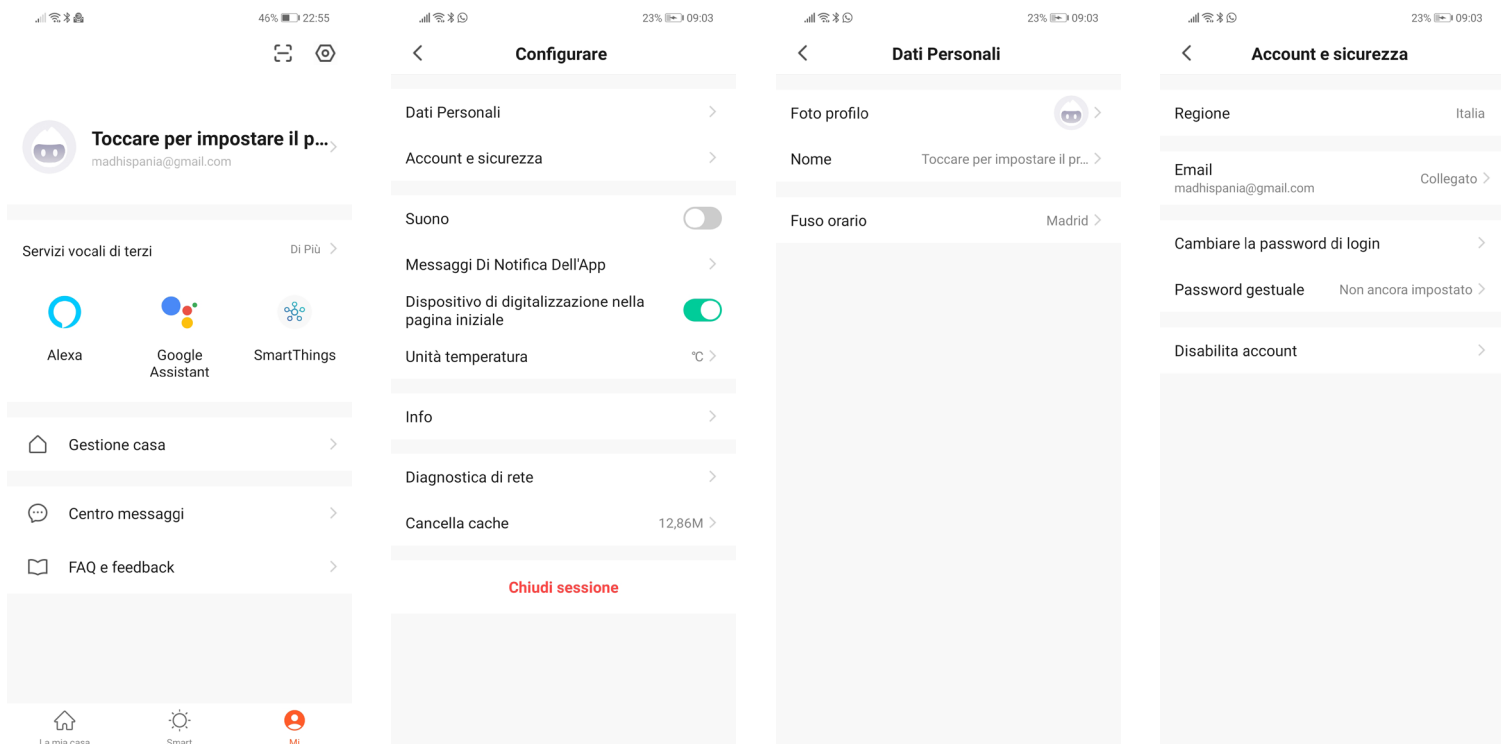 46% 22:55
Toccare per impostare il p...
madhispania@gmail.com
Servizi vocali di terzi
Di Più
Alexa
Google
Assistant
SmartThings
Gestione casa
Centro messaggi
FAQ e feedback
La mia casa
Smart
Mi
23% 09:03
Configurare
Dati Personali
Account e sicurezza
Suono
Messaggi Di Notifica Dell'App
Dispositivo di digitalizzazione nella
pagina iniziale
Unità temperatura
°C
Info
Diagnostica di rete
Cancella cache
12,86M
Chiudi sessione
23% 09:03
Dati Personali
Foto profilo
Nome
Toccare per impostare il pr...
Fuso orario
Madrid
23% 09:03
Account e sicurezza
Regione
Italia
Email
madhispania@gmail.com
Collegato
Cambiare la password di login
Password gestuale
Non ancora impostato
Disabilita account